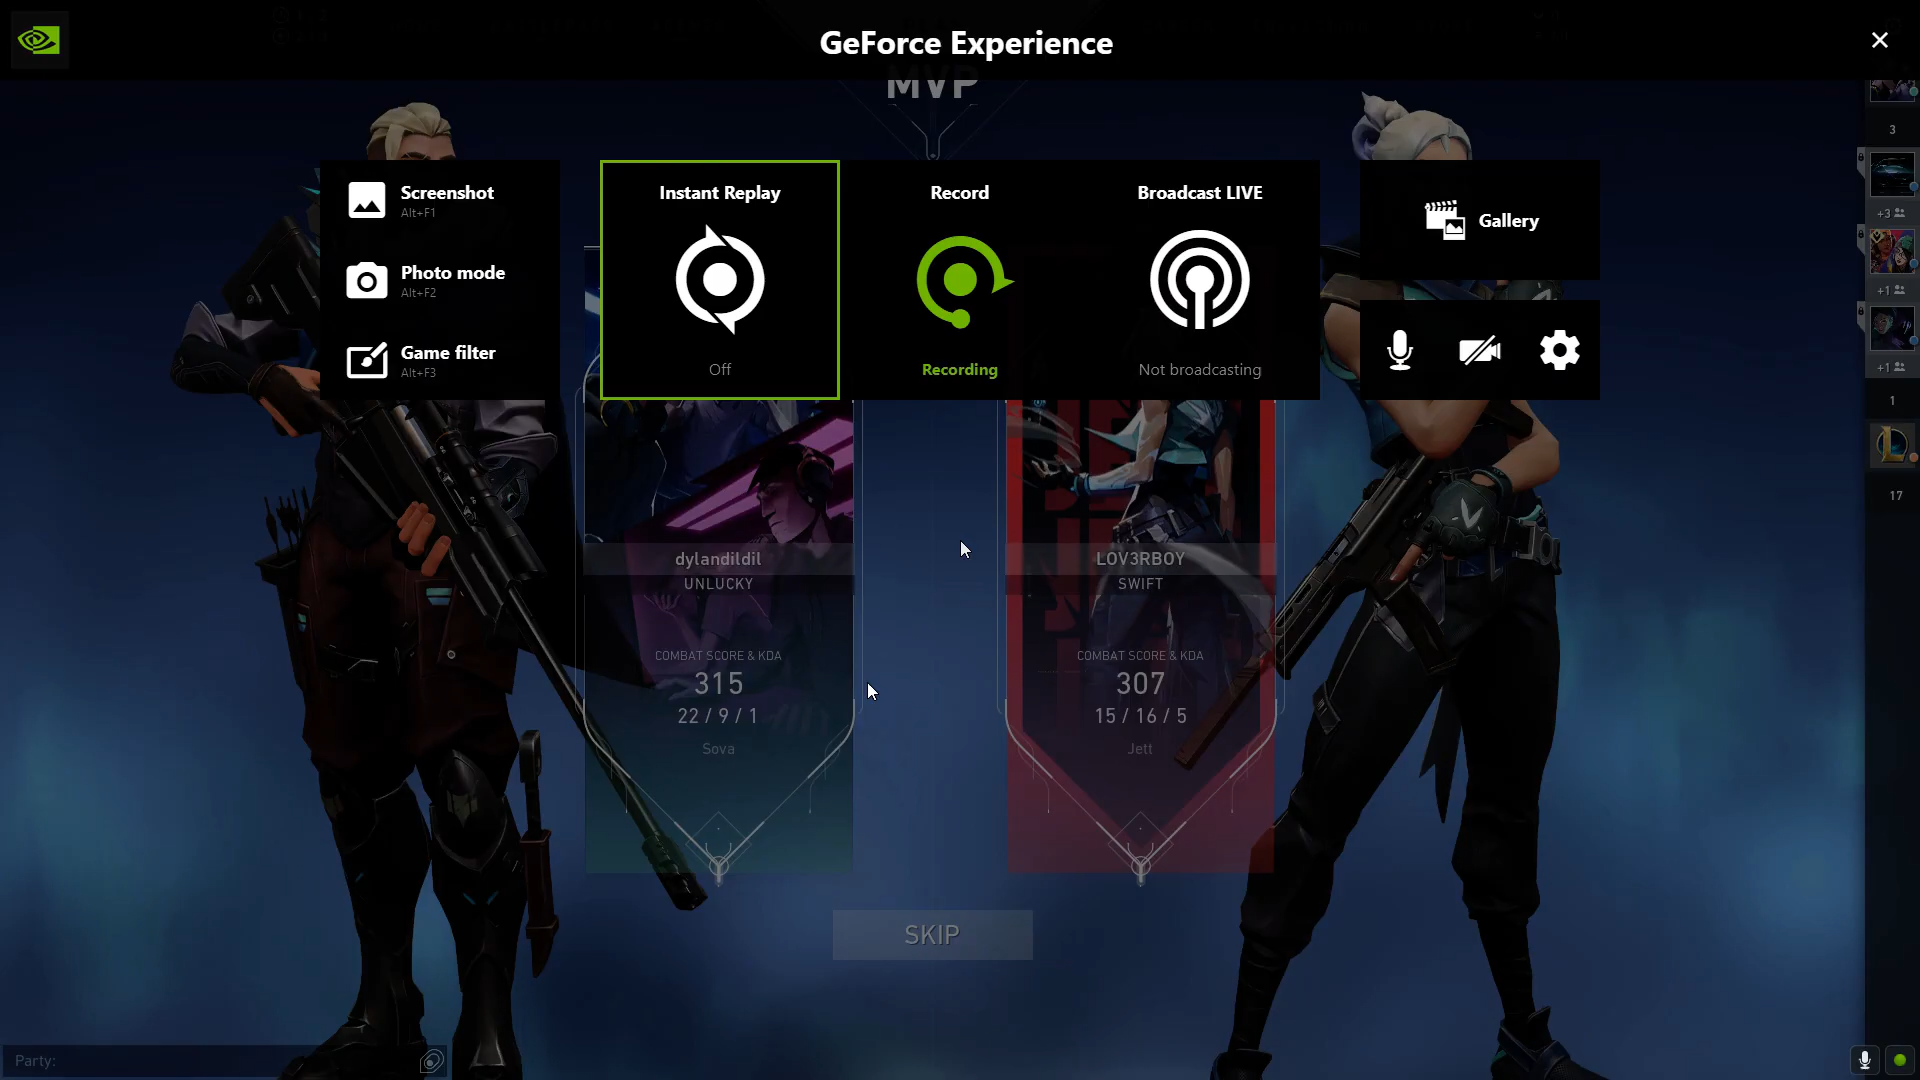 GeForce Experience
MVP
Screenshot
Alt+F1
Photo mode
Alt+F2
Game filter
Alt+F3
Instant Replay
Off
Record
Recording
Broadcast LIVE
Not broadcasting
Gallery
3
+3
+1
+1
1
17
dylandildil
UNLUCKY
COMBAT SCORE & KDA
315
22 / 9 / 1
Sova
LOV3RBOY
SWIFT
COMBAT SCORE & KDA
307
15 / 16 / 5
Jett
SKIP
Party: